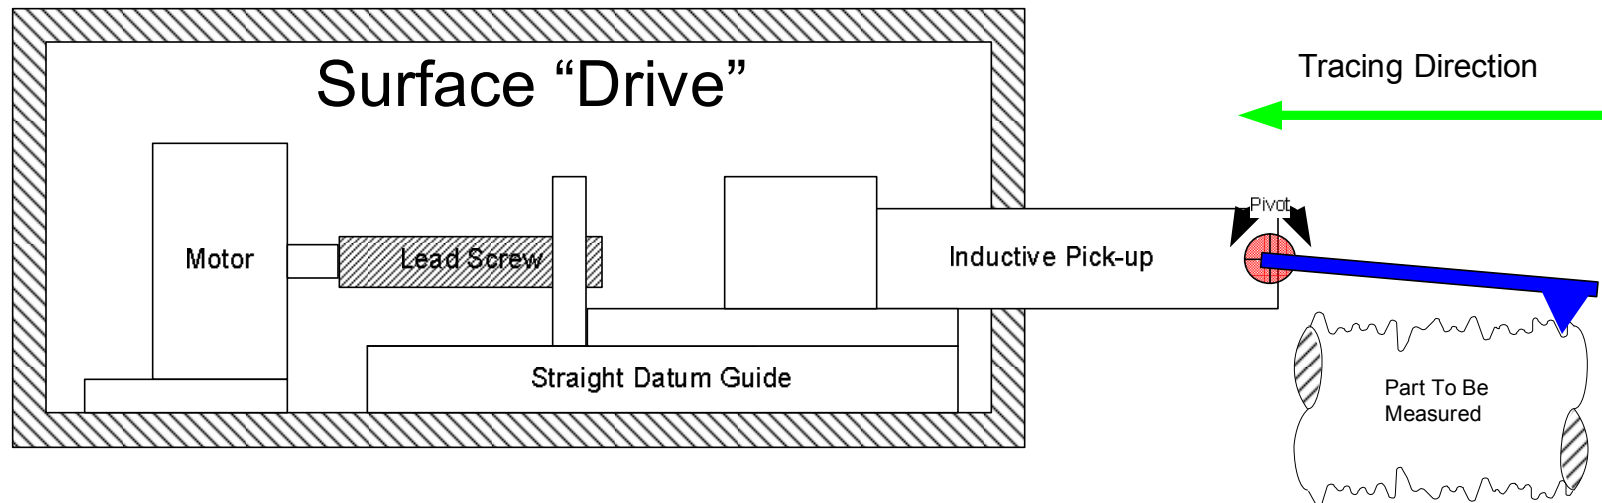 Surface “Drive”
Tracing Direction
Pivot
Motor
Lead Screw
Inductive Pick-up
Straight Datum Guide
Part To Be
Measured